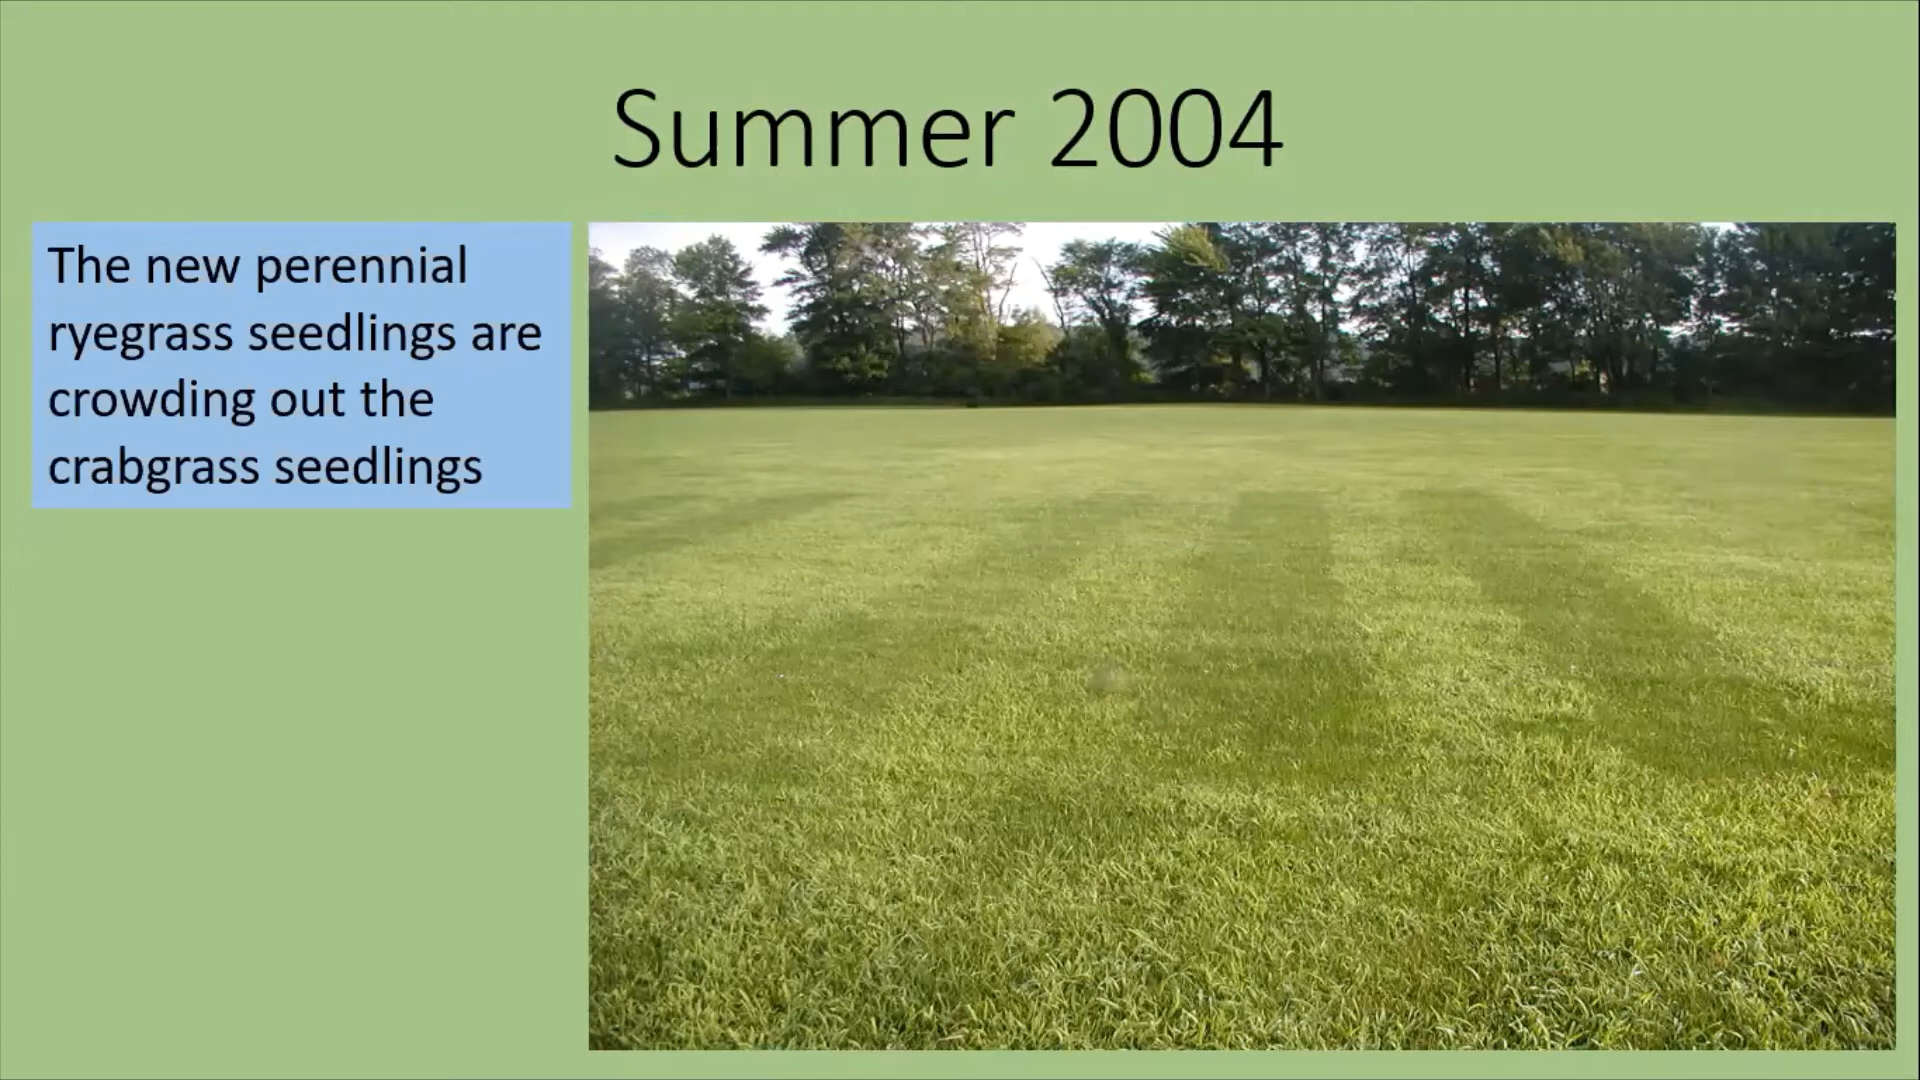 Summer 2004
The new perennial
ryegrass seedlings are
crowding out the
crabgrass seedlings